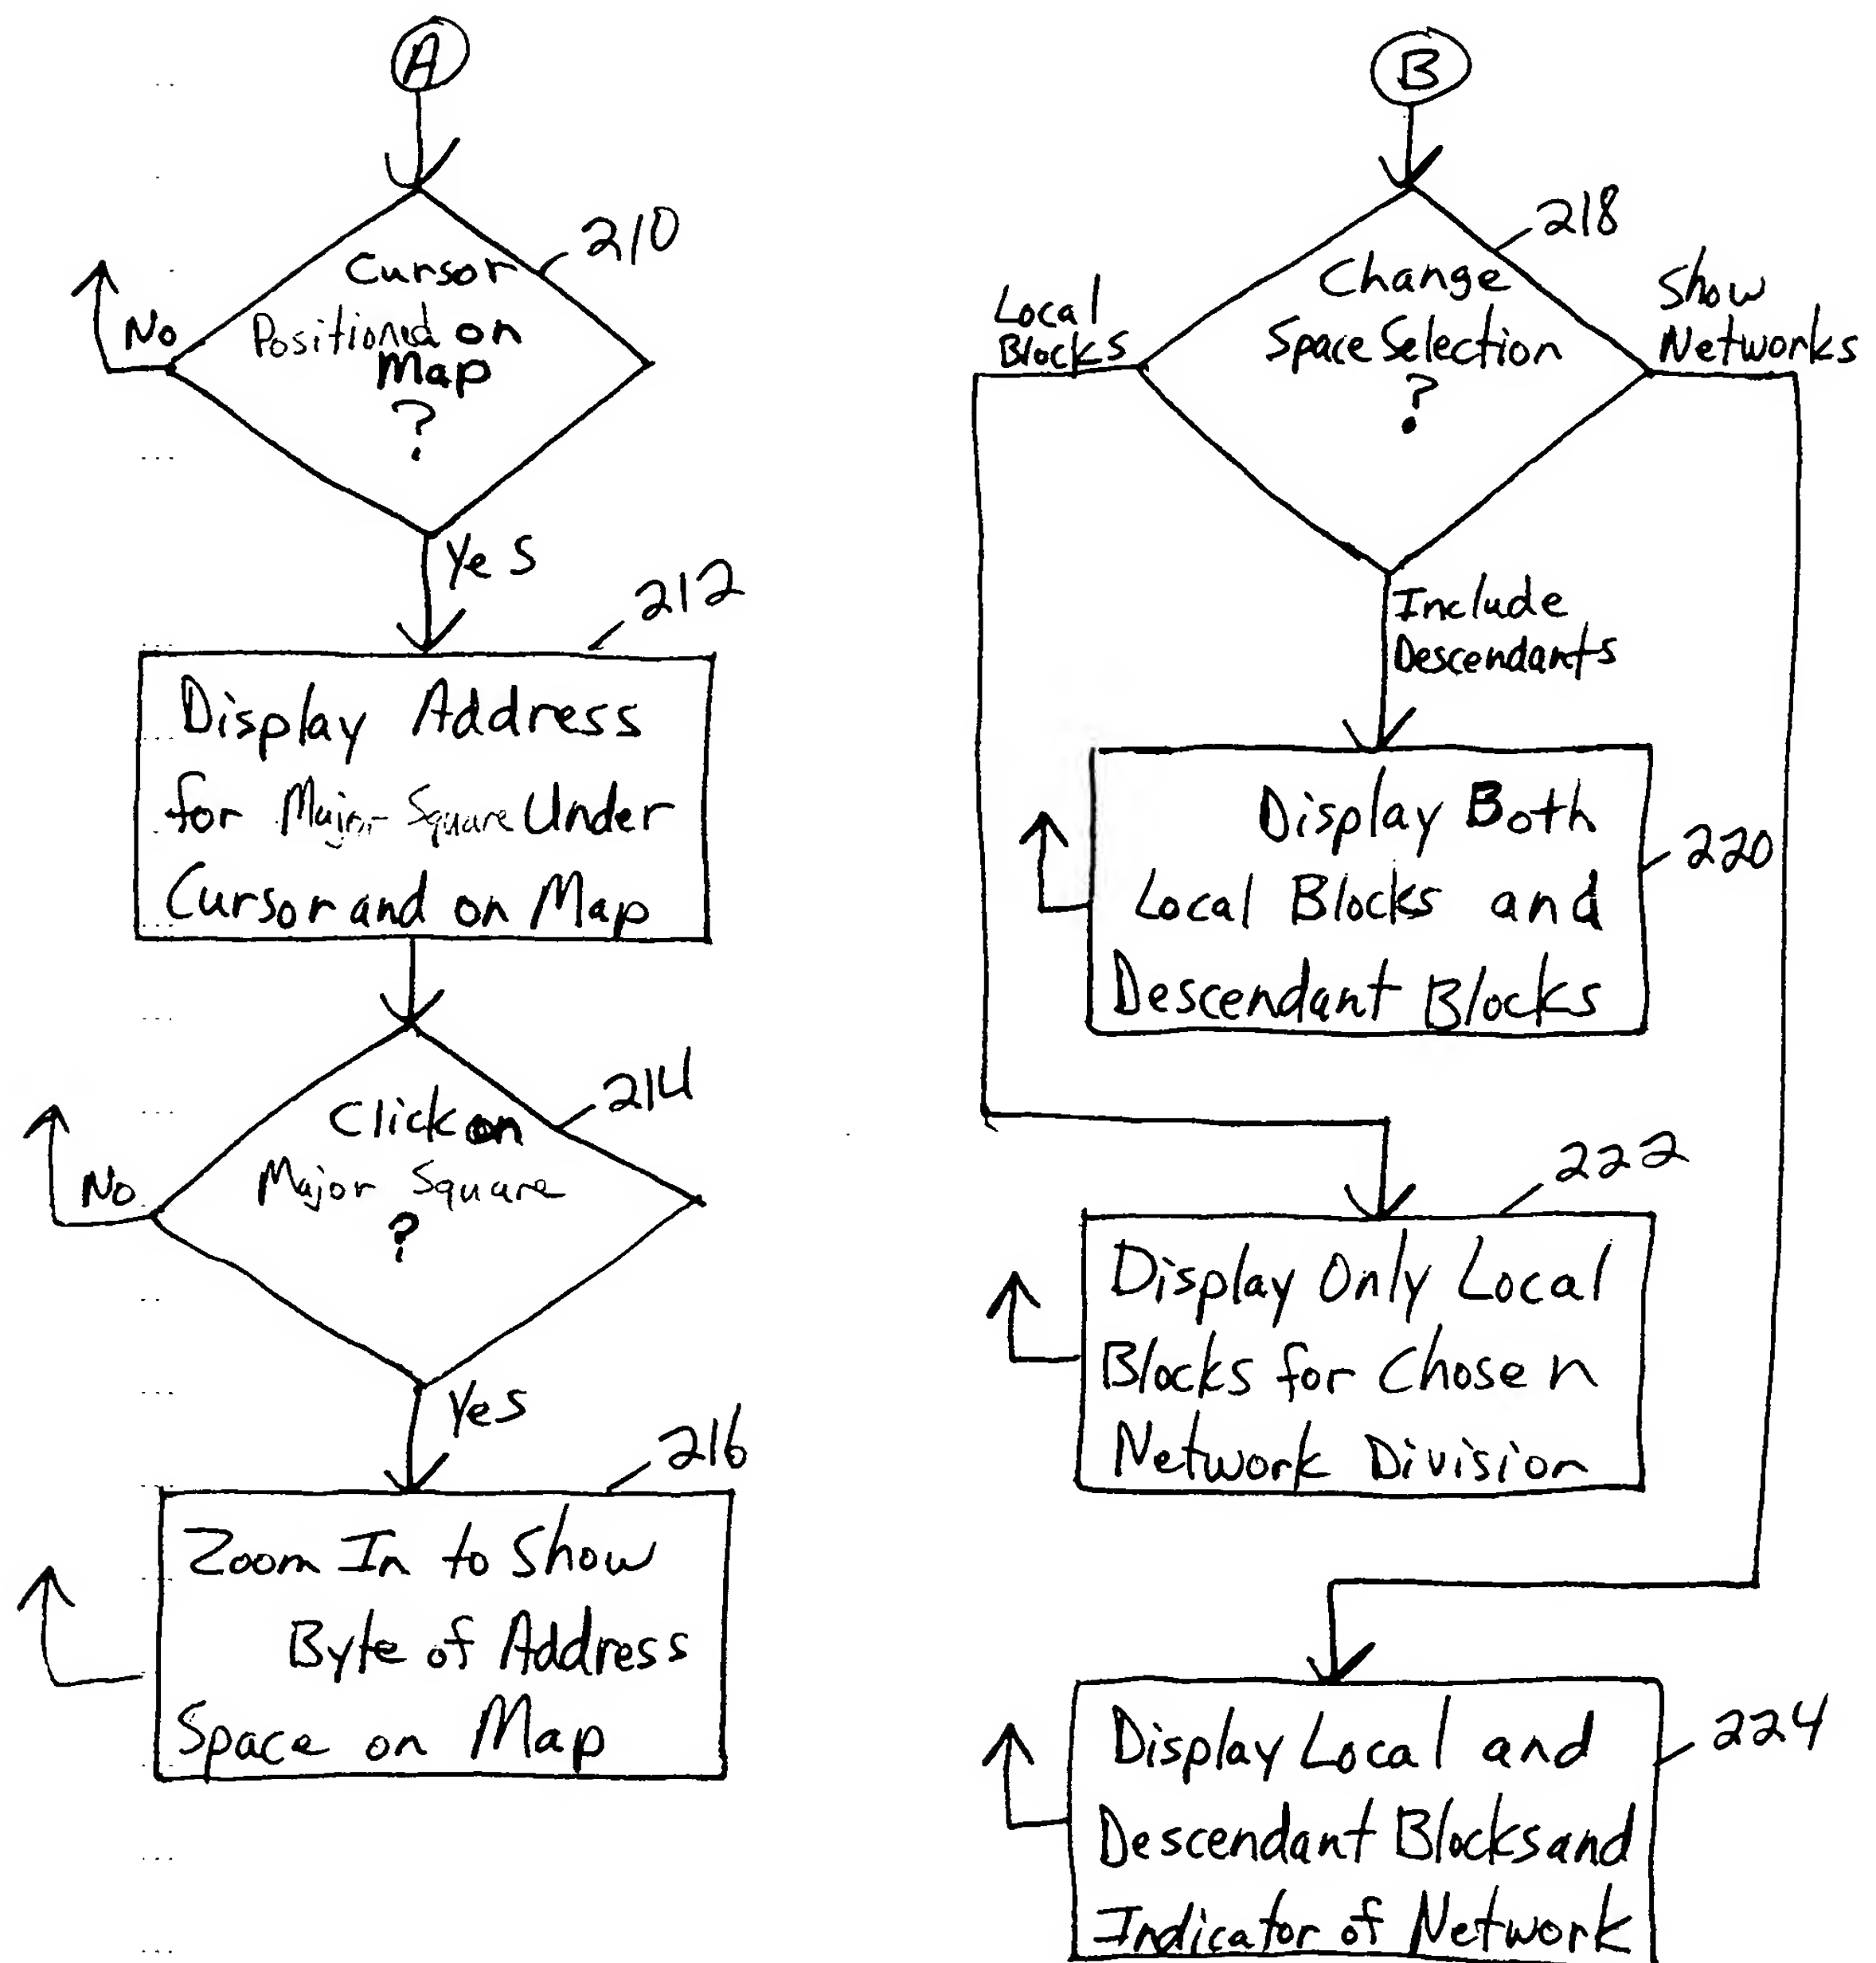 A
210
Cursor
Positioned on
Map
?
No
Yes
212
Display Address
for Major Square Under
Cursor and on Map
214
Click on
Major Square
?
No
Yes
216
Zoom In to Show
Byte of Address
Space on Map
B
218
Change
Space Selection
?
Local
Blocks
Show
Networks
Include
Descendants
Display Both
Local Blocks and
Descendant Blocks
220
222
Display Only Local
Blocks for Chosen
Network Division
224
Display Local and
Descendant Blocks and
Indicator of Network